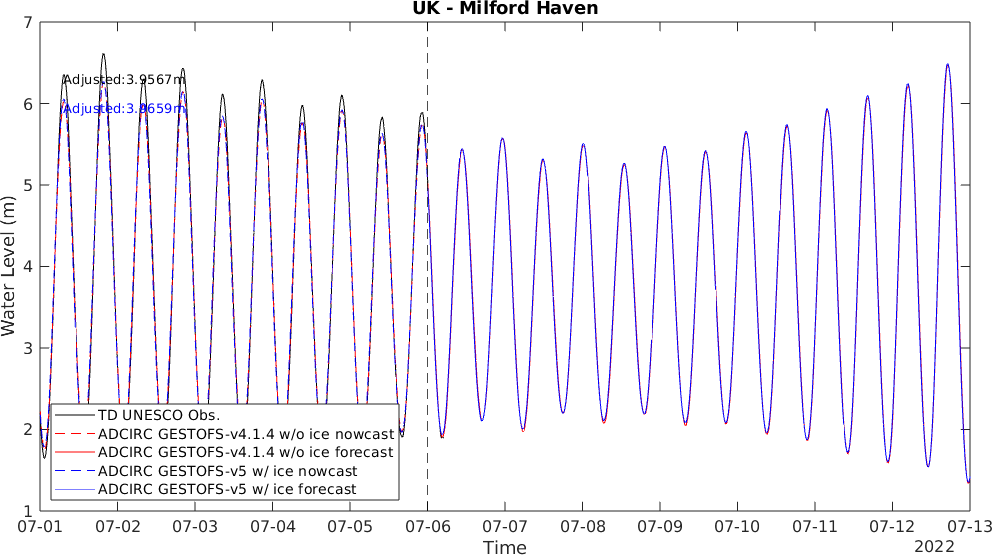 UK - Milford Haven
7
6
5
4
3
2
1
Water Level (m)
Adjusted:3.9567m
TD UNESCO Obs.
ADCIRC GESTOFS-v4.1.4 w/o ice nowcast
ADCIRC GESTOFS-v4.1.4 w/o ice forecast
ADCIRC GESTOFS-v5 w/ ice nowcast
ADCIRC GESTOFS-v5 w/ ice forecast
07-01 07-02 07-03 07-04 07-05 07-06 07-07 07-08 07-09 07-10 07-11 07-12 07-13
Time
2022